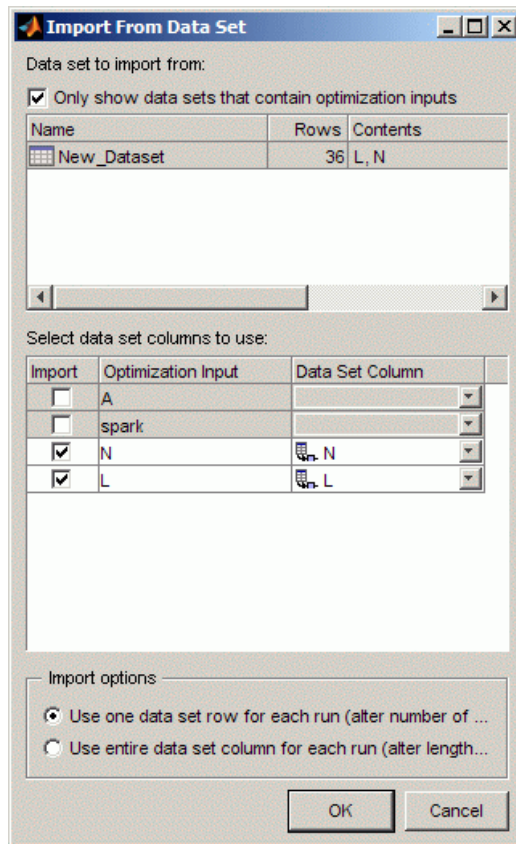 Import From Data Set
Data set to import from:
Only show data sets that contain optimization inputs
Name Rows Contents
New_Dataset 36 L, N
Select data set columns to use:
Import Optimization Input Data Set Column
A
spark
N N
L L
Import options
Use one data set row for each run (alter number of ...
Use entire data set column for each run (alter length...
OK Cancel